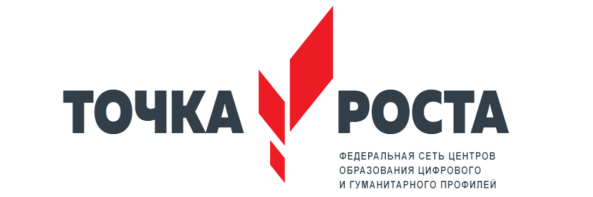 ТОЧКА РОСТА
ФЕДЕРАЛЬНАЯ СЕТЬ ЦЕНТРОВ
ОБРАЗОВАНИЯ ЦИФРОВОГО
И ГУМАНИТАРНОГО ПРОФИЛЕЙ